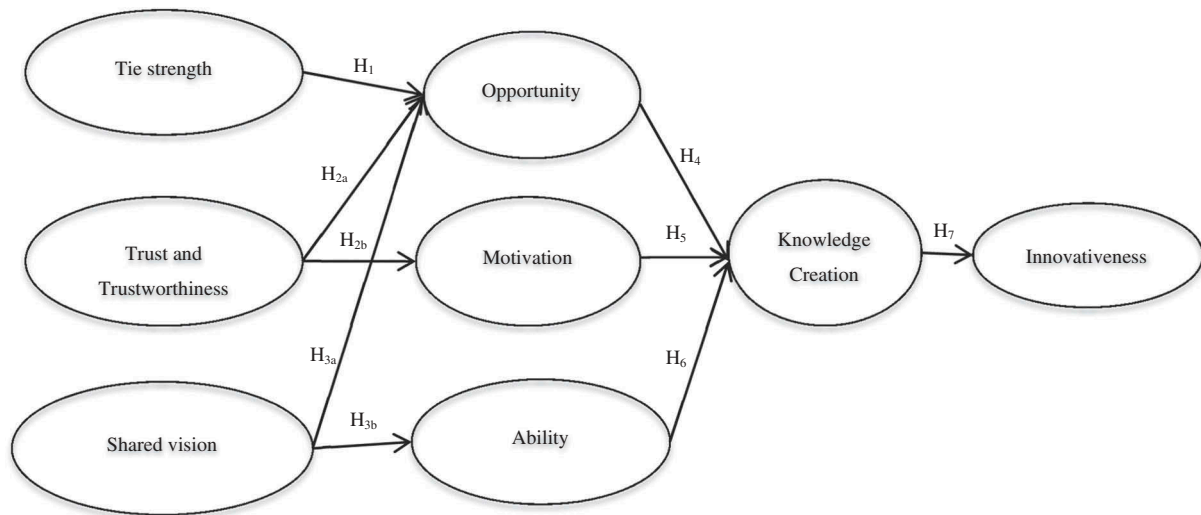 Tie strength
H1
Opportunity
H2a
H4
Trust and
Trustworthiness
H2b
Motivation
H5
Knowledge
Creation
H7
Innovativeness
H3a
H6
Shared vision
H3b
Ability